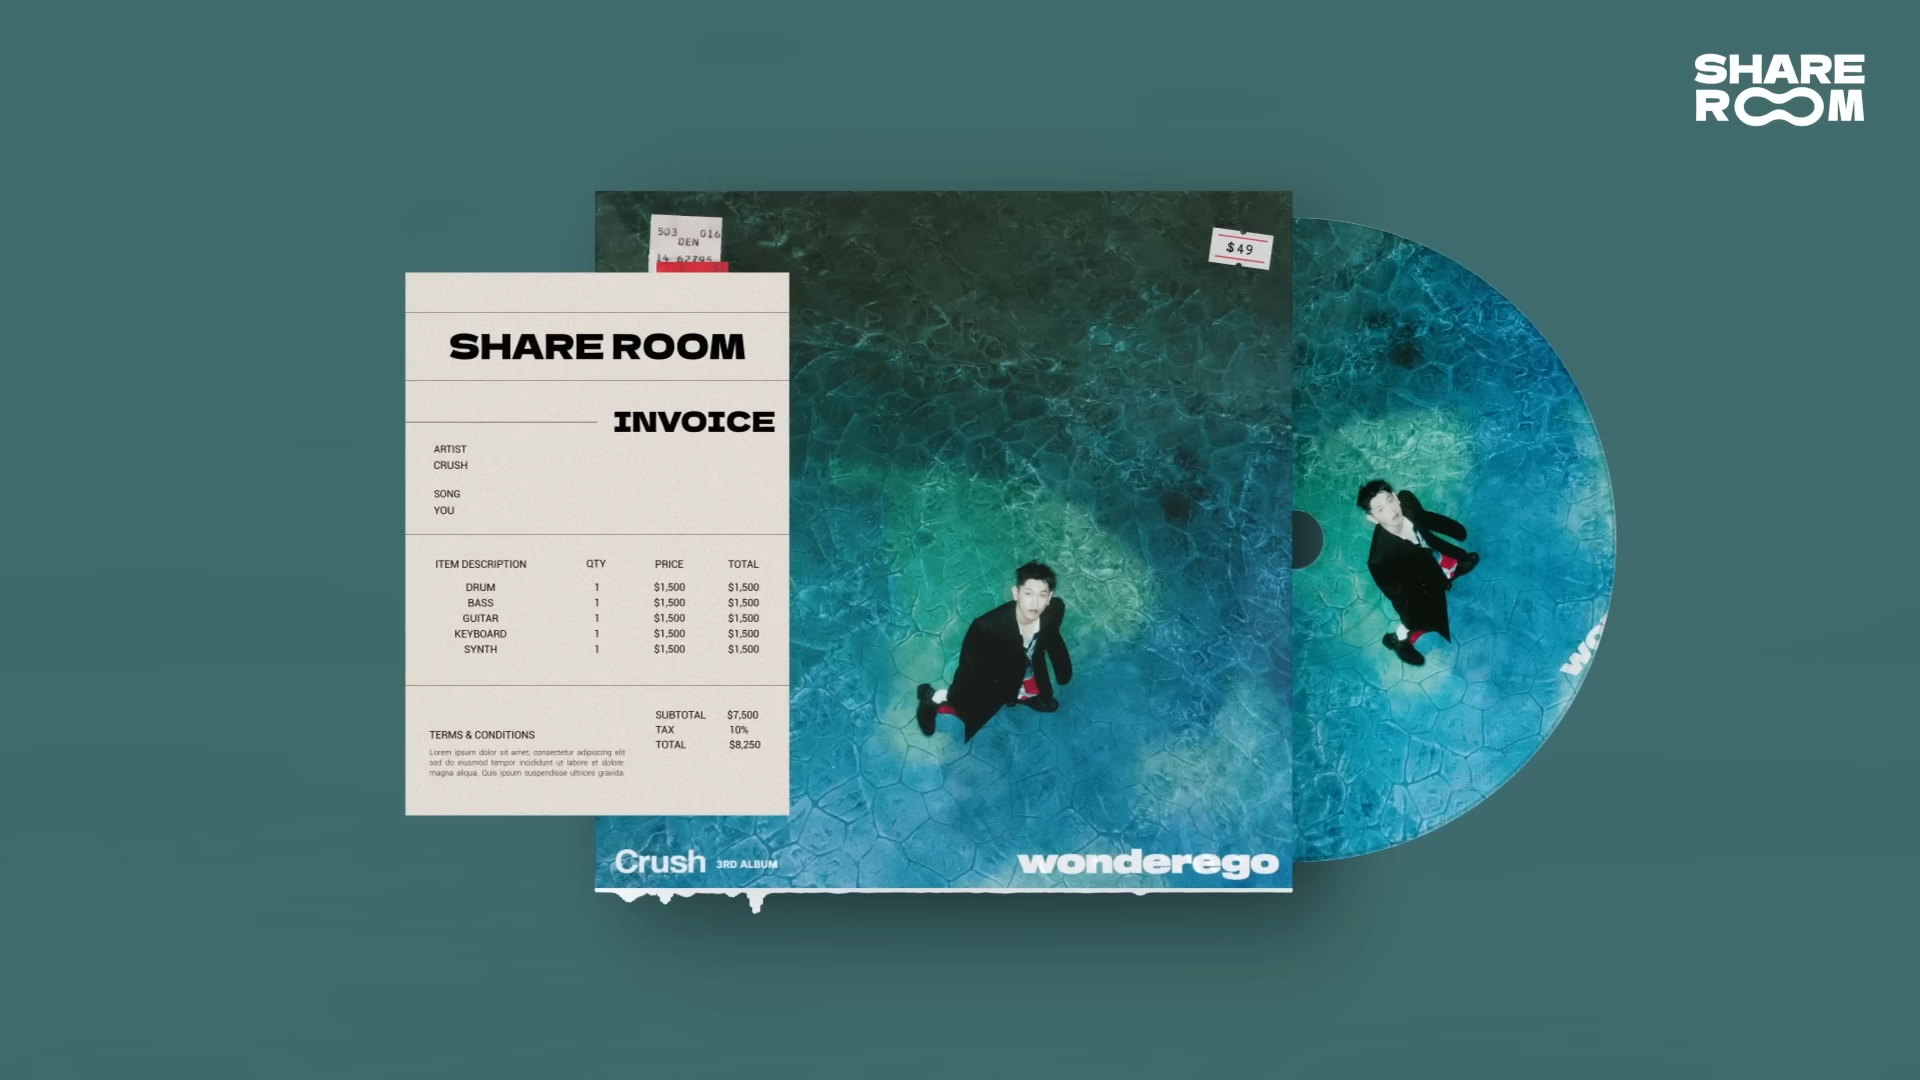 SHARE
ROOM
503 016
DEN
14 62795
$49
SHARE ROOM
INVOICE
ARTIST
CRUSH
SONG
YOU
ITEM DESCRIPTION QTY PRICE TOTAL
DRUM 1 $1,500 $1,500
BASS 1 $1,500 $1,500
GUITAR 1 $1,500 $1,500
KEYBOARD 1 $1,500 $1,500
SYNTH 1 $1,500 $1,500
SUBTOTAL $7,500
TAX 10%
TOTAL $8,250
TERMS & CONDITIONS
Lorem ipsum dolor sit amet, consectetur adipiscing elit
sed do eiusmod tempor incididunt ut labore et dolore
magna aliqua. Quis ipsum suspendisse ultrices gravida.
Crush 3RD ALBUM
wonderego
wo